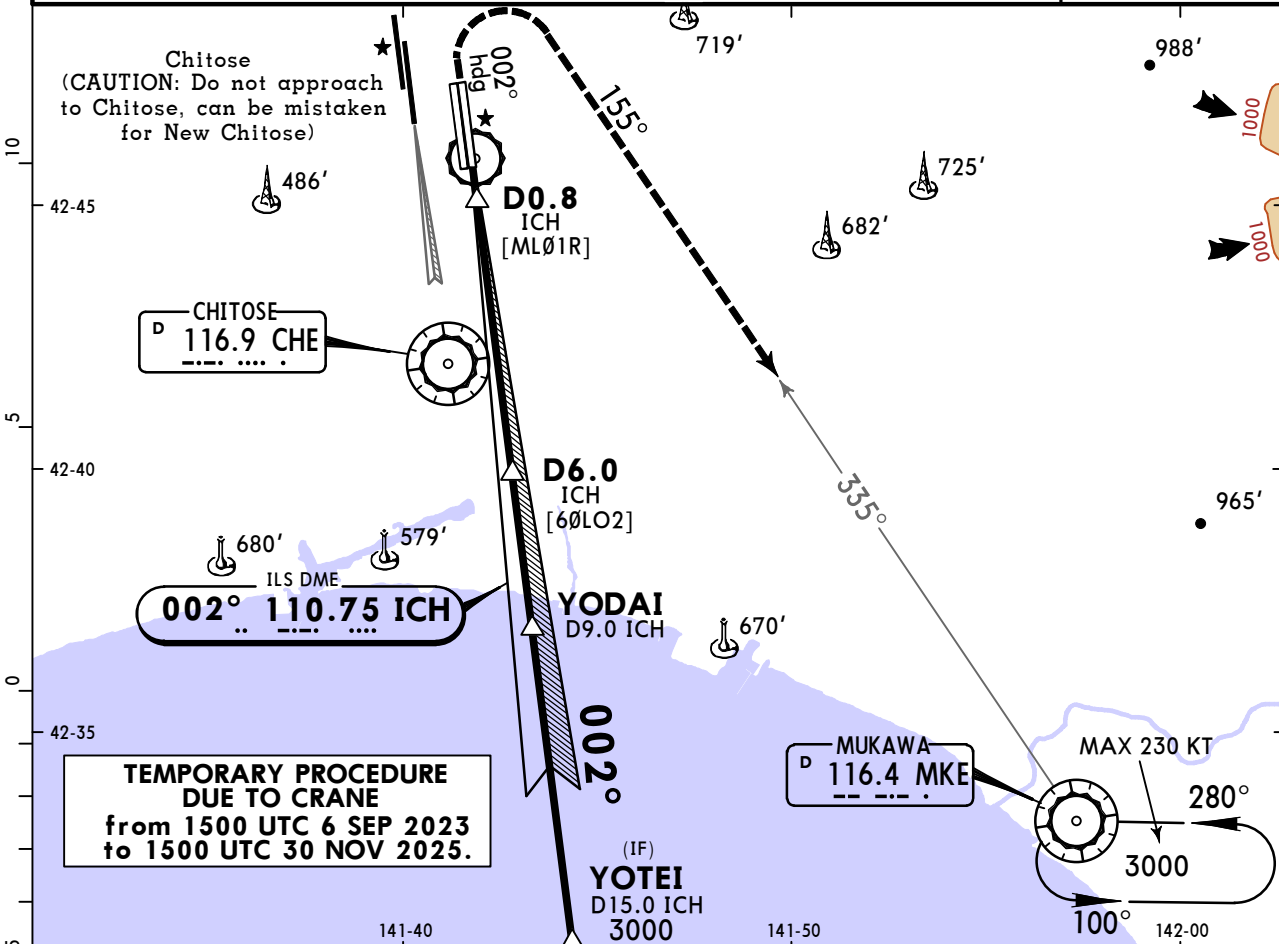 719'
988'
Chitose
(CAUTION: Do not approach
to Chitose, can be mistaken
for New Chitose)
002°
hdg
155°
1000
10
486'
725'
42-45
D0.8
ICH
[MLØ1R]
682'
1000
CHITOSE
D 116.9 CHE
5
42-40
D6.0
ICH
[6ØLO2]
335°
965'
680'
579'
ILS DME
002° 110.75 ICH
YODAI
D9.0 ICH
670'
0
42-35
002°
TEMPORARY PROCEDURE
DUE TO CRANE
from 1500 UTC 6 SEP 2023
to 1500 UTC 30 NOV 2025.
MUKAWA
D 116.4 MKE
MAX 230 KT
280°
3000
100°
(IF)
YOTEI
D15.0 ICH
3000
141-40
141-50
142-00